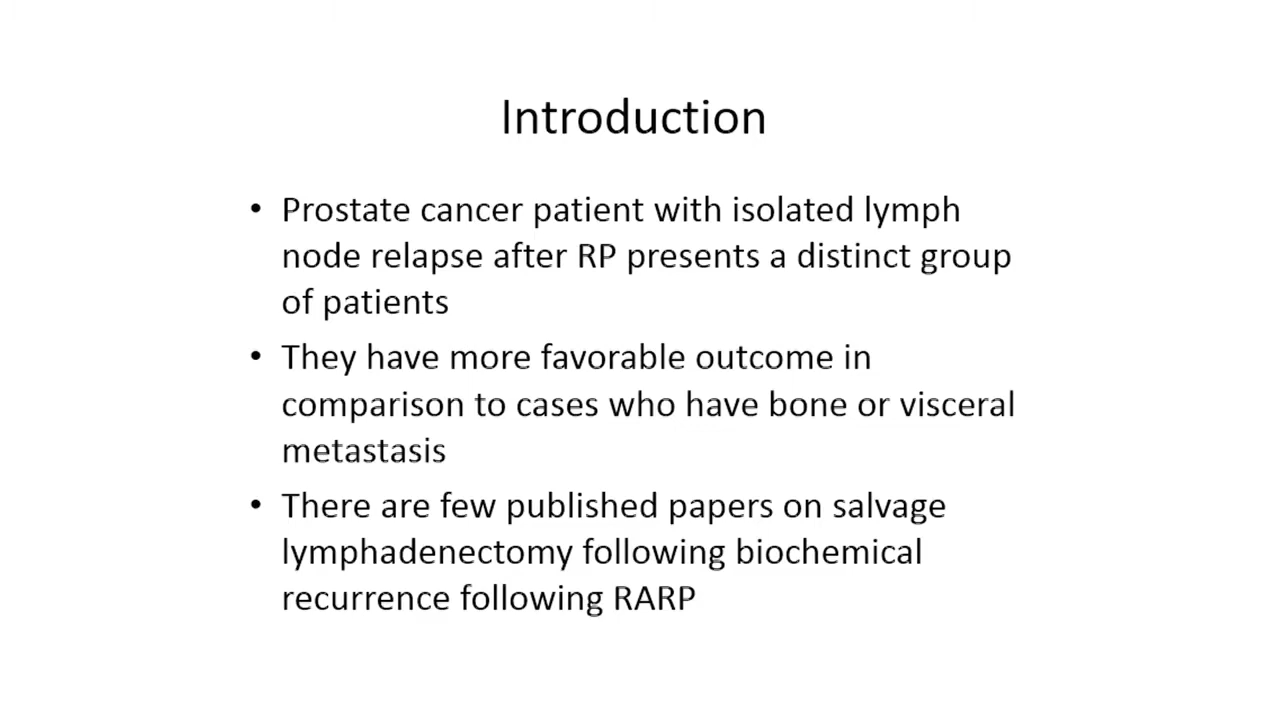 Introduction
• Prostate cancer patient with isolated lymph
node relapse after RP presents a distinct group
of patients
• They have more favorable outcome in
comparison to cases who have bone or visceral
metastasis
• There are few published papers on salvage
lymphadenectomy following biochemical
recurrence following RARP